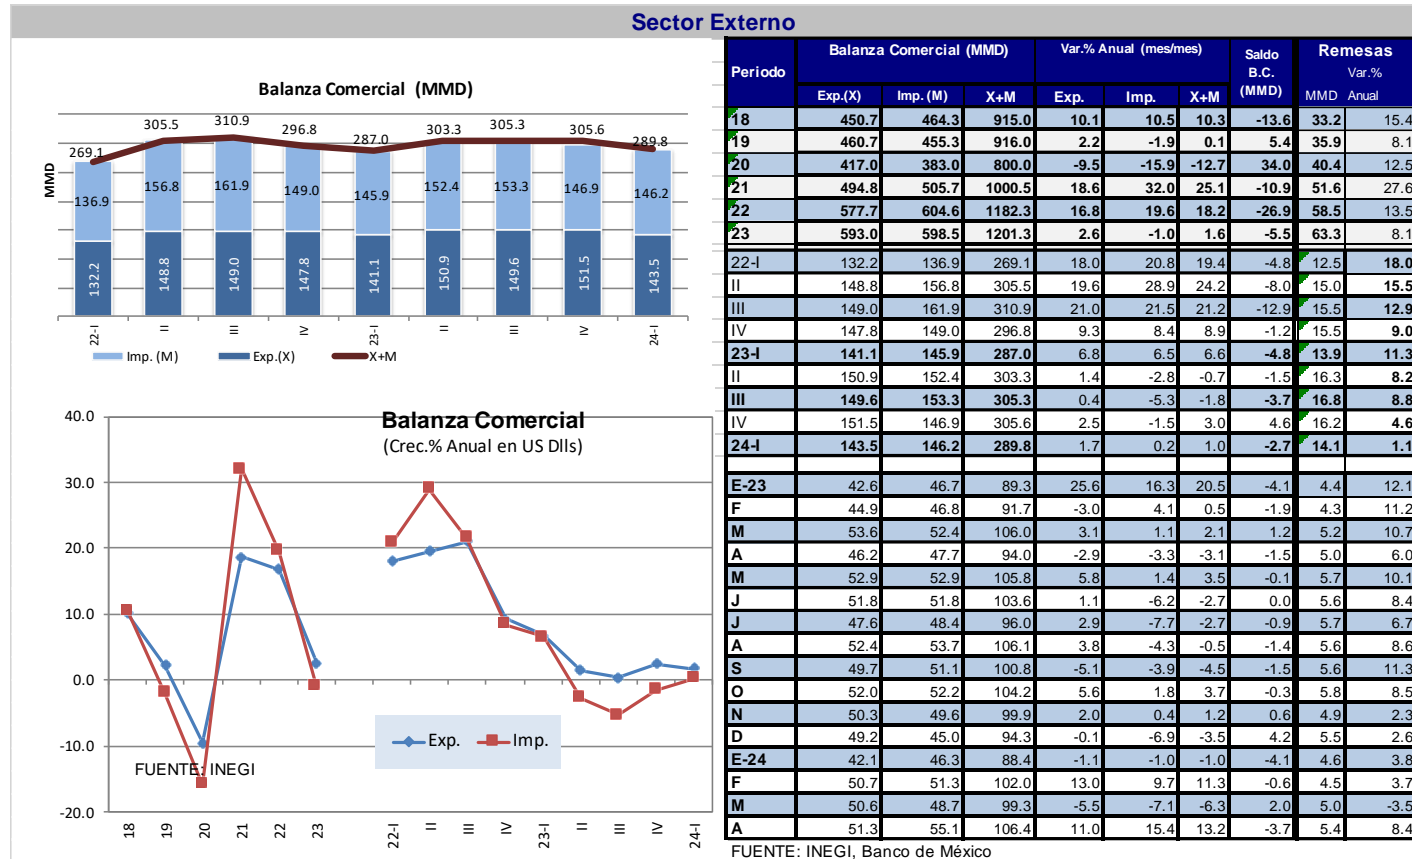 Sector Externo
Balanza Comercial (MMD)
MMD
269.1 305.5 310.9 296.8 287.0 303.3 305.3 305.6 289.8
136.9 156.8 161.9 149.0 145.9 152.4 153.3 146.9 146.2
132.2 148.8 149.0 147.8 141.1 150.9 149.6 151.5 143.5
22-I II III IV 23-I II III IV 24-I
Imp. (M) Exp.(X) X+M
Balanza Comercial
(Crec.% Anual en US Dlls)
40.0
30.0
20.0
10.0
0.0
-10.0
-20.0
Exp. Imp.
FUENTE: INEGI
18 19 20 21 22 23 22-I II III IV 23-I II III IV 24-I
Periodo Balanza Comercial (MMD) Var.% Anual (mes/mes) Saldo B.C. (MMD) Remesas
Var.%
Exp.(X) Imp. (M) X+M Exp. Imp. X+M MMD Anual
18 450.7 464.3 915.0 10.1 10.5 10.3 -13.6 33.2 15.4
19 460.7 455.3 916.0 2.2 -1.9 0.1 5.4 35.9 8.1
20 417.0 383.0 800.0 -9.5 -15.9 -12.7 34.0 40.4 12.5
21 494.8 505.7 1000.5 18.6 32.0 25.1 -10.9 51.6 27.6
22 577.7 604.6 1182.3 16.8 19.6 18.2 -26.9 58.5 13.5
23 593.0 598.5 1201.3 2.6 -1.0 1.6 -5.5 63.3 8.1
22-I 132.2 136.9 269.1 18.0 20.8 19.4 -4.8 12.5 18.0
II 148.8 156.8 305.5 19.6 28.9 24.2 -8.0 15.0 15.5
III 149.0 161.9 310.9 21.0 21.5 21.2 -12.9 15.5 12.9
IV 147.8 149.0 296.8 9.3 8.4 8.9 -1.2 15.5 9.0
23-I 141.1 145.9 287.0 6.8 6.5 6.6 -4.8 13.9 11.3
II 150.9 152.4 303.3 1.4 -2.8 -0.7 -1.5 16.3 8.2
III 149.6 153.3 305.3 0.4 -5.3 -1.8 -3.7 16.8 8.8
IV 151.5 146.9 305.6 2.5 -1.5 3.0 4.6 16.2 4.6
24-I 143.5 146.2 289.8 1.7 0.2 1.0 -2.7 14.1 1.1
E-23 42.6 46.7 89.3 25.6 16.3 20.5 -4.1 4.4 12.1
F 44.9 46.8 91.7 -3.0 4.1 0.5 -1.9 4.3 11.2
M 53.6 52.4 106.0 3.1 1.1 2.1 1.2 5.2 10.7
A 46.2 47.7 94.0 -2.9 -3.3 -3.1 -1.5 5.0 6.0
M 52.9 52.9 105.8 5.8 1.4 3.5 -0.1 5.7 10.1
J 51.8 51.8 103.6 1.1 -6.2 -2.7 0.0 5.6 8.4
J 47.6 48.4 96.0 2.9 -7.7 -2.7 -0.9 5.7 6.7
A 52.4 53.7 106.1 3.8 -4.3 -0.5 -1.4 5.6 8.6
S 49.7 51.1 100.8 -5.1 -3.9 -4.5 -1.5 5.6 11.3
O 52.0 52.2 104.2 5.6 1.8 3.7 -0.3 5.8 8.5
N 50.3 49.6 99.9 2.0 0.4 1.2 0.6 4.9 2.3
D 49.2 45.0 94.3 -0.1 -6.9 -3.5 4.2 5.5 2.6
E-24 42.1 46.3 88.4 -1.1 -1.0 -1.0 -4.1 4.6 3.8
F 50.7 51.3 102.0 13.0 9.7 11.3 -0.6 4.5 3.7
M 50.6 48.7 99.3 -5.5 -7.1 -6.3 2.0 5.0 -3.5
A 51.3 55.1 106.4 11.0 15.4 13.2 -3.7 5.4 8.4
FUENTE: INEGI, Banco de México